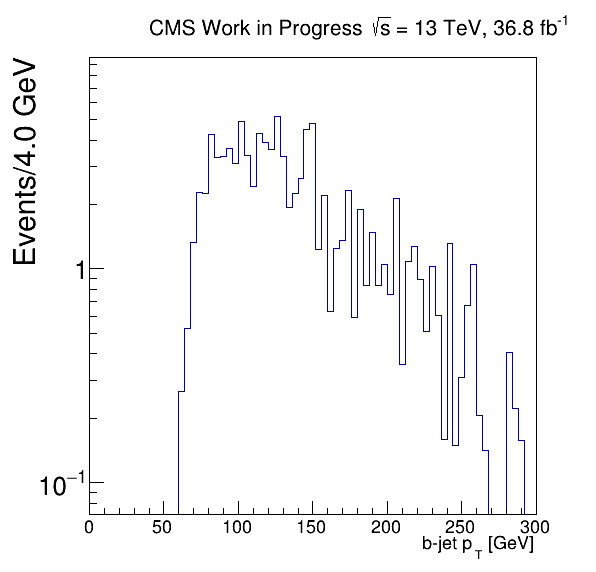 CMS Work in Progress √s = 13 TeV, 36.8 fb⁻¹
Events/4.0 GeV
1
10⁻¹
0 50 100 150 200 250 300
b-jet p_T [GeV]